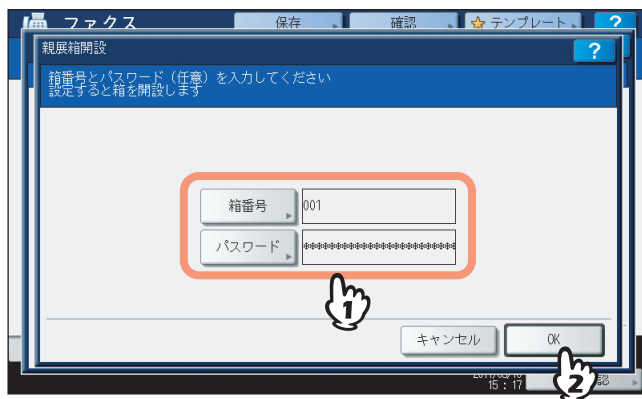 ファクス 保存 確認 テンプレート ?
親展箱開設 ?
箱番号とパスワード（任意）を入力してください
設定すると箱を開設します
箱番号 001
パスワード ********************************
1
キャンセル OK
2
15:17 認